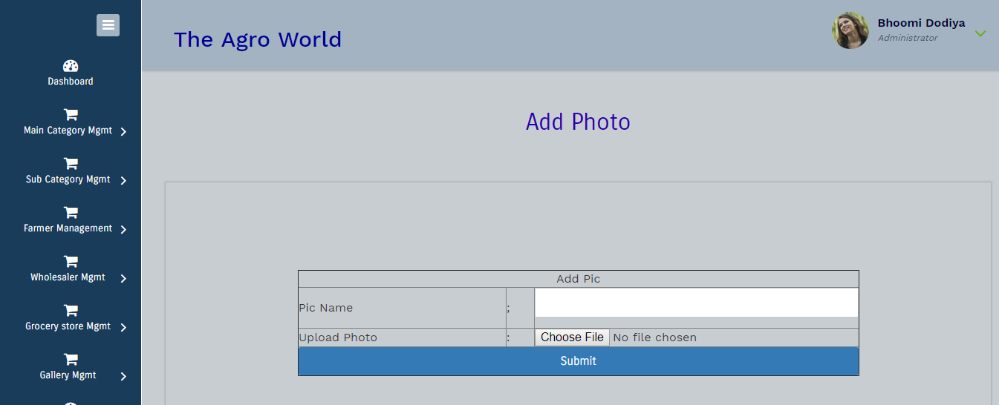 The Agro World
Bhoomi Dodiya
Administrator
Dashboard
Main Category Mgmt
Sub Category Mgmt
Farmer Management
Wholesaler Mgmt
Grocery store Mgmt
Gallery Mgmt
Add Photo
Add Pic
Pic Name ;
Upload Photo : Choose File No file chosen
Submit